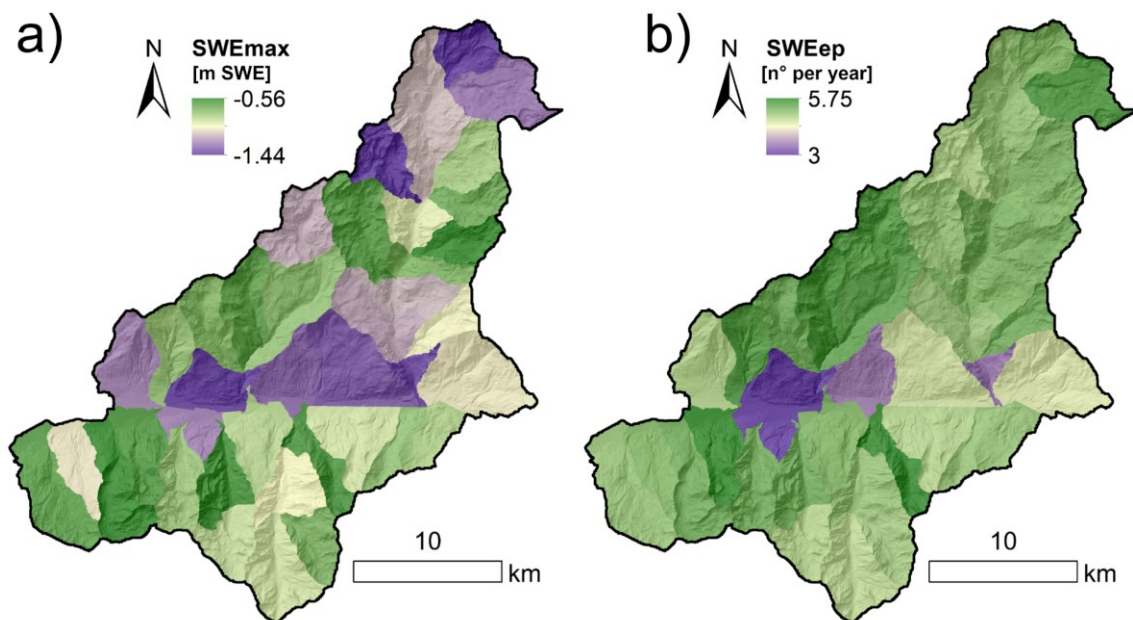 a)
N
SWEmax
[m SWE]
-0.56
-1.44
10
km
b)
N
SWEep
[n° per year]
5.75
3
10
km